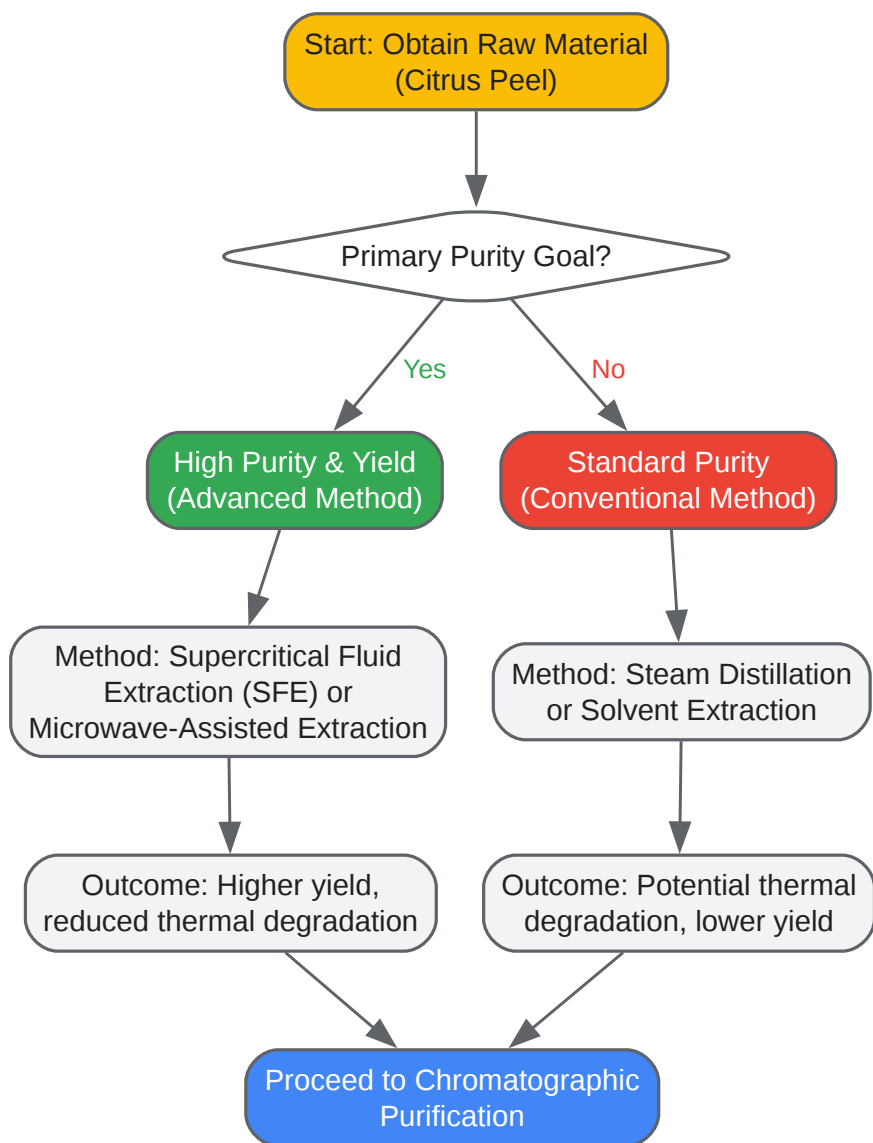 Start: Obtain Raw Material
(Citrus Peel)
Primary Purity Goal?
Yes
No
High Purity & Yield
(Advanced Method)
Standard Purity
(Conventional Method)
Method: Supercritical Fluid
Extraction (SFE) or
Microwave-Assisted Extraction
Method: Steam Distillation
or Solvent Extraction
Outcome: Higher yield,
reduced thermal degradation
Outcome: Potential thermal
degradation, lower yield
Proceed to Chromatographic
Purification